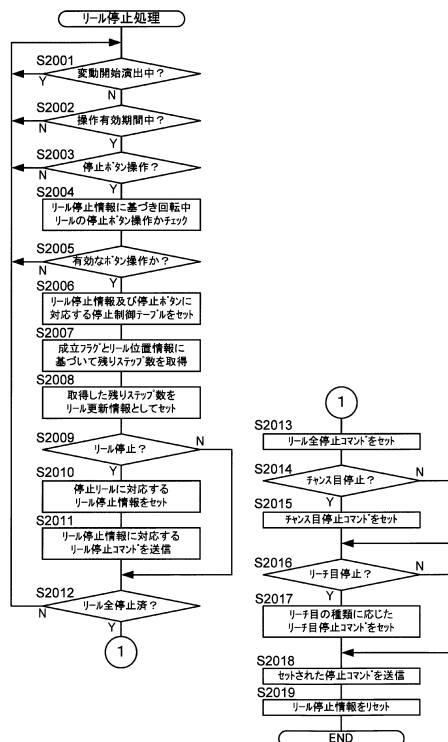 リール停止処理
S2001
変動開始演出中？
Y
N
S2002
操作有効期間中？
N
Y
S2003
停止ボタン操作？
N
Y
S2004
リール停止情報に基づき回転中
リールの停止ボタン操作かチェック
S2005
有効なボタン操作か？
N
Y
S2006
リール停止情報及び停止ボタンに
対応する停止制御テーブルをセット
S2007
成立フラグとリール位置情報に
基づいて残りステップ数を取得
S2008
取得した残りステップ数を
リール更新情報としてセット
S2009
リール停止？
N
Y
S2010
停止リールに対応する
リール停止情報をセット
S2011
リール停止情報に対応する
リール停止コマンドを送信
S2012
リール全停止済？
N
Y
1
1
S2013
リール全停止コマンドをセット
S2014
チャンス目停止？
N
Y
S2015
チャンス目停止コマンドをセット
S2016
リーチ目停止？
N
Y
S2017
リーチ目の種類に応じた
リーチ目停止コマンドをセット
S2018
セットされた停止コマンドを送信
S2019
リール停止情報をリセット
END